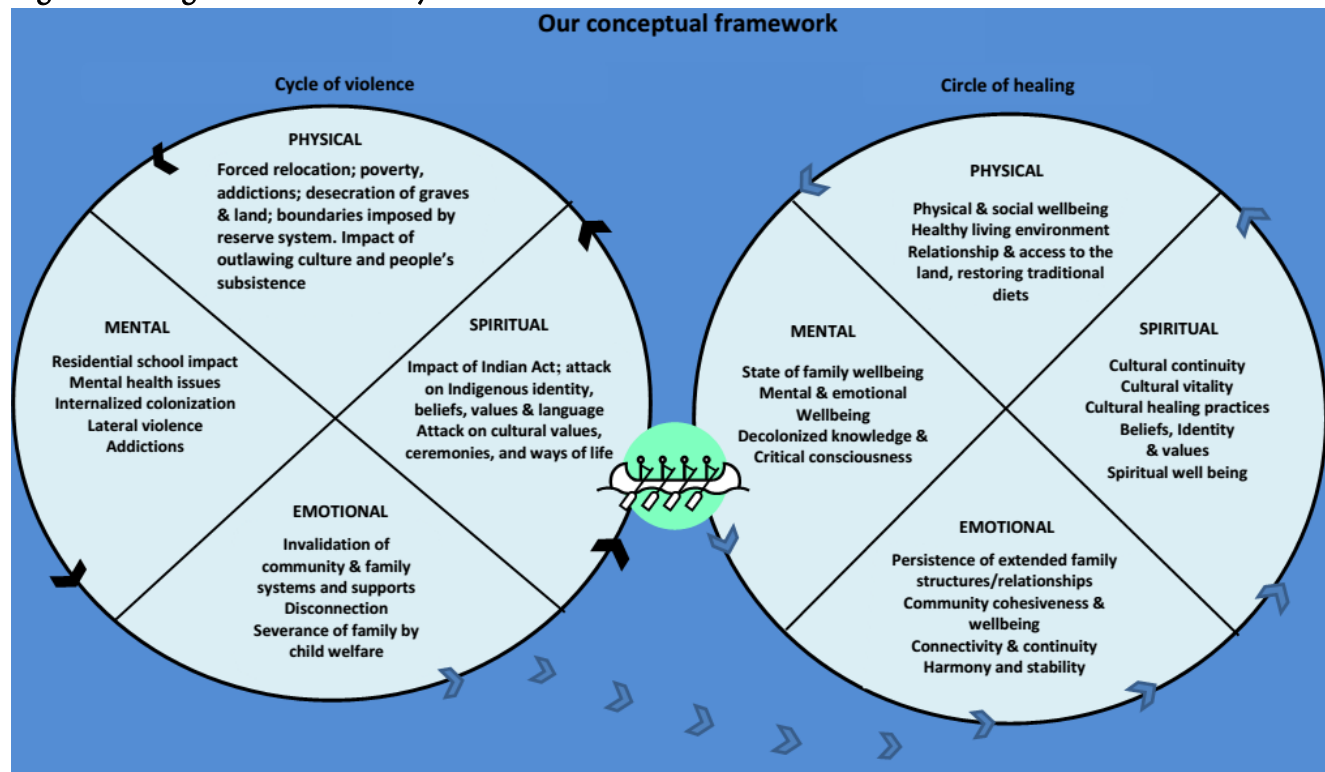 Our conceptual framework
Cycle of violence
PHYSICAL
Forced relocation; poverty,
addictions; desecration of graves
& land; boundaries imposed by
reserve system. Impact of
outlawing culture and people's
subsistence
MENTAL
Residential school impact
Mental health issues
Internalized colonization
Lateral violence
Addictions
SPIRITUAL
Impact of Indian Act; attack
on Indigenous identity,
beliefs, values & language
Attack on cultural values,
ceremonies, and ways of life
EMOTIONAL
Invalidation of
community & family
systems and supports
Disconnection
Severance of family by
child welfare
Circle of healing
PHYSICAL
Physical & social wellbeing
Healthy living environment
Relationship & access to the
land, restoring traditional
diets
MENTAL
State of family wellbeing
Mental & emotional
Wellbeing
Decolonized knowledge &
Critical consciousness
SPIRITUAL
Cultural continuity
Cultural vitality
Cultural healing practices
Beliefs, Identity
& values
Spiritual well being
EMOTIONAL
Persistence of extended family
structures/relationships
Community cohesiveness &
wellbeing
Connectivity & continuity
Harmony and stability